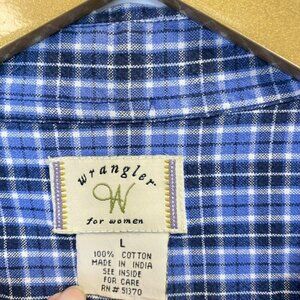 wrangler
W
for women
L
100% COTTON
MADE IN INDIA
SEE INSIDE
FOR CARE
RN# 51370